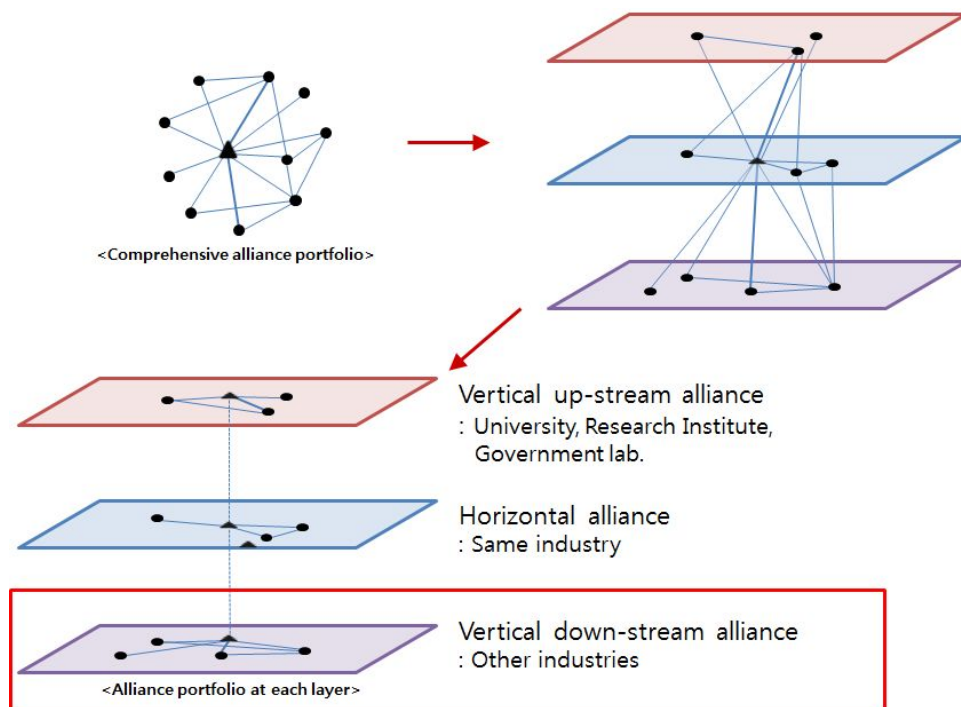 <Comprehensive alliance portfolio>
Vertical up-stream alliance
: University, Research Institute,
Government lab.
Horizontal alliance
: Same industry
Vertical down-stream alliance
: Other industries
<Alliance portfolio at each layer>